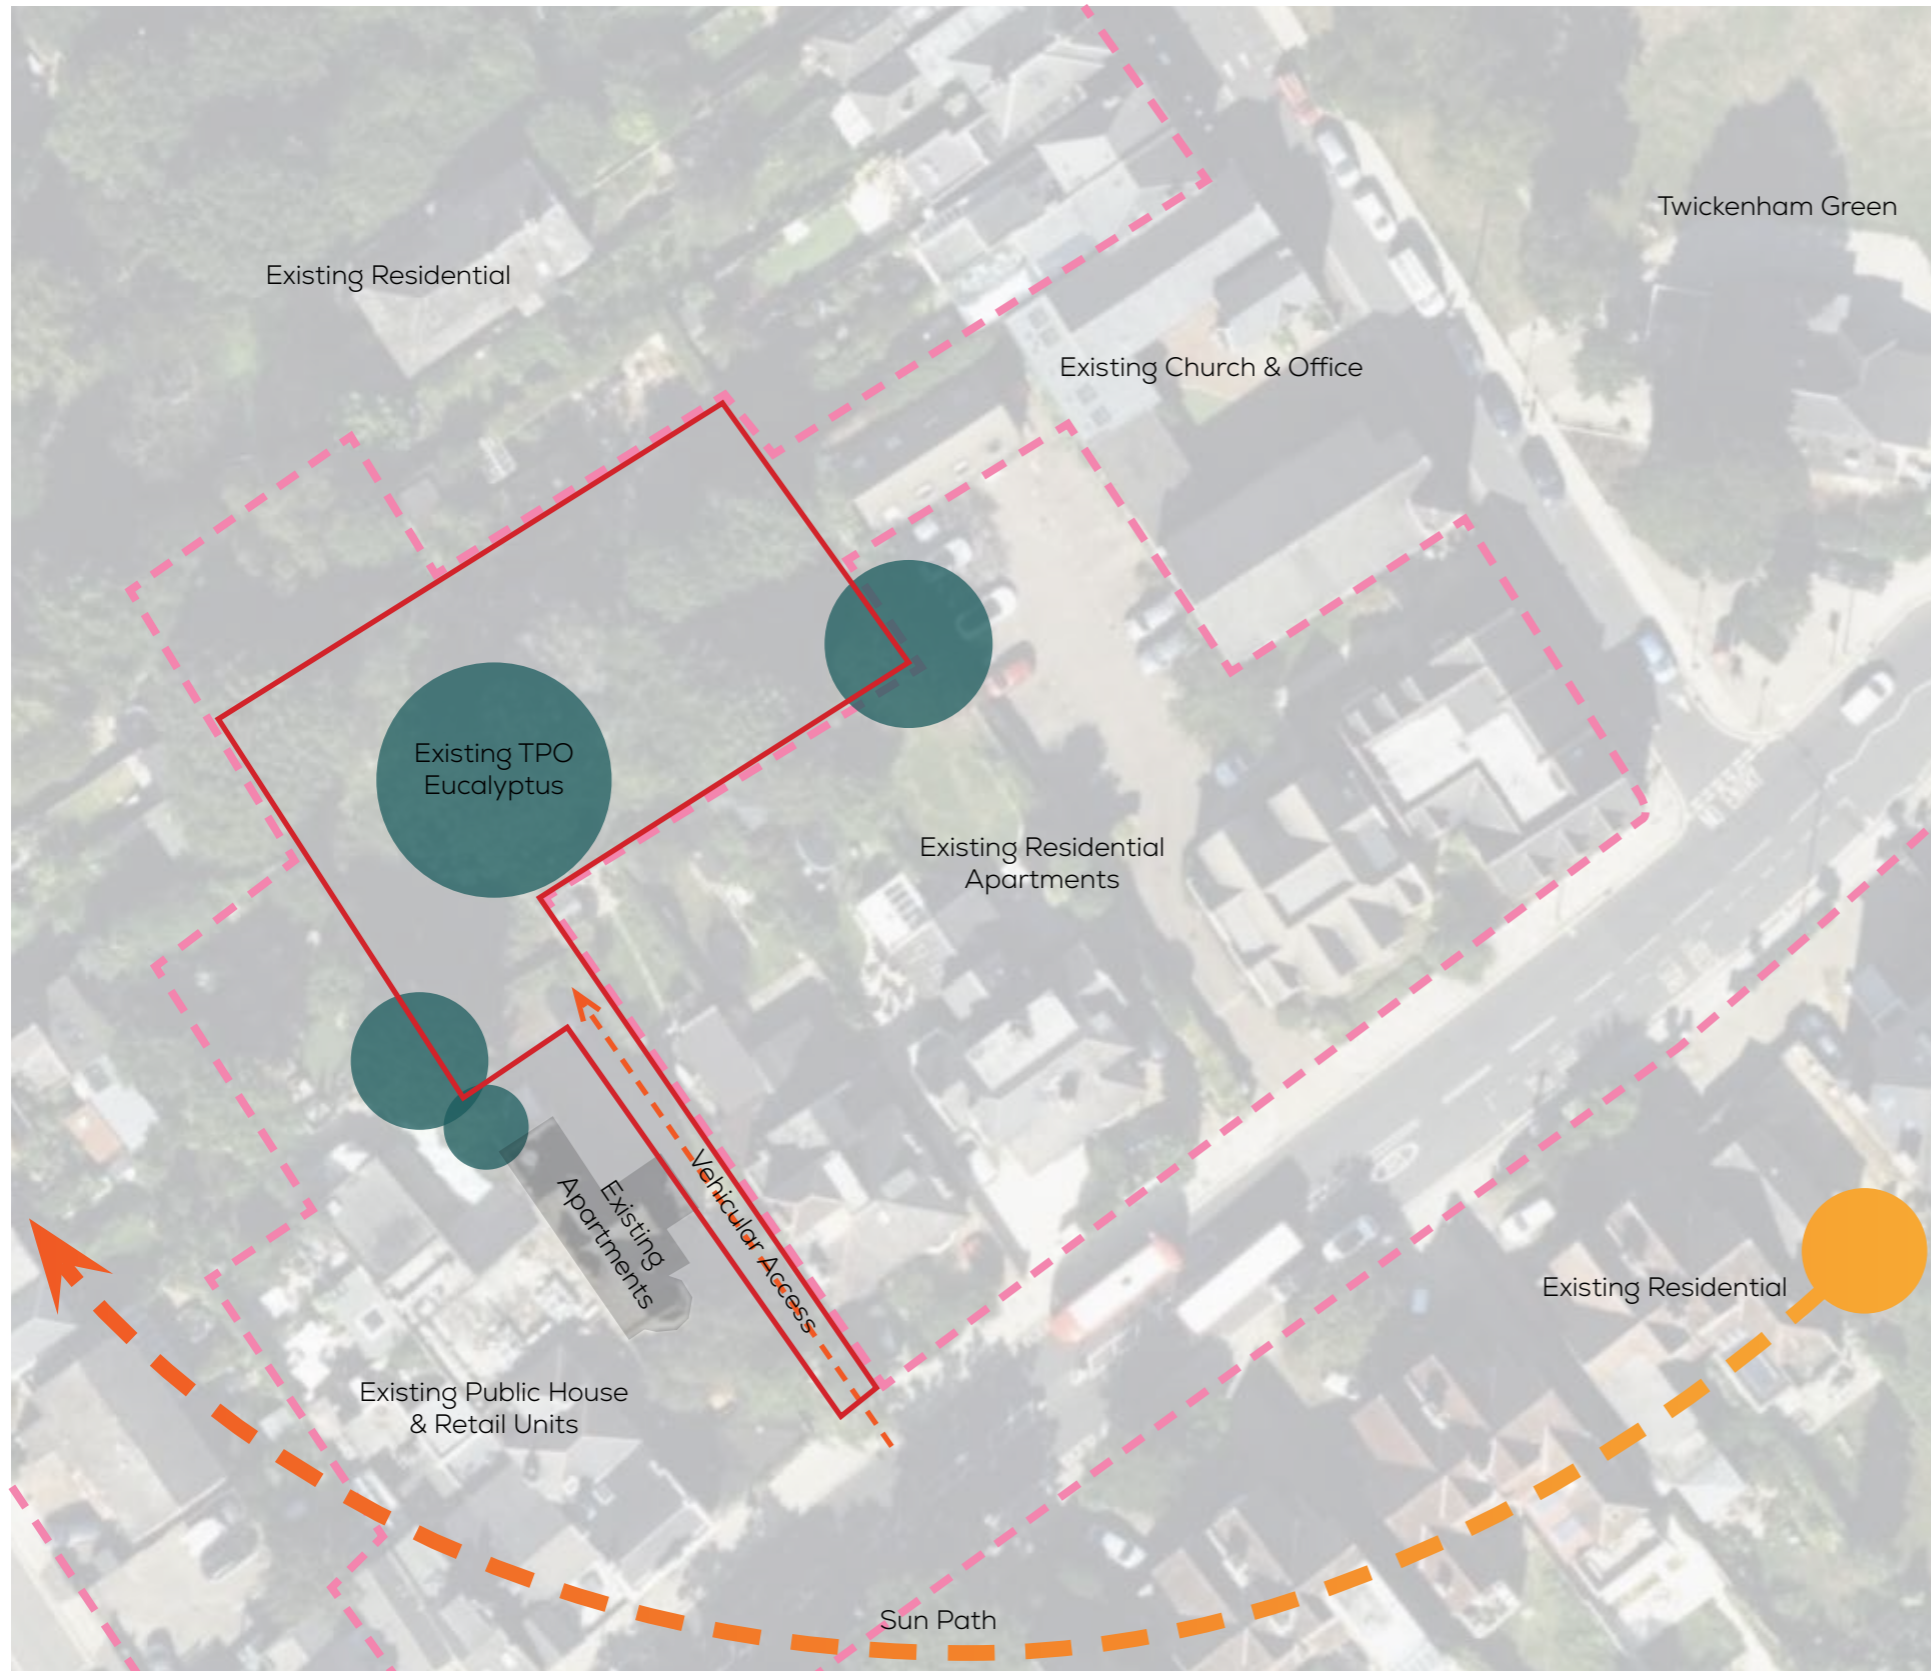 Twickenham Green
Existing Residential
Existing Church & Office
Existing TPO
Eucalyptus
Existing Residential
Apartments
Existing
Apartments
Vehicular Access
Existing Residential
Existing Public House
& Retail Units
Sun Path